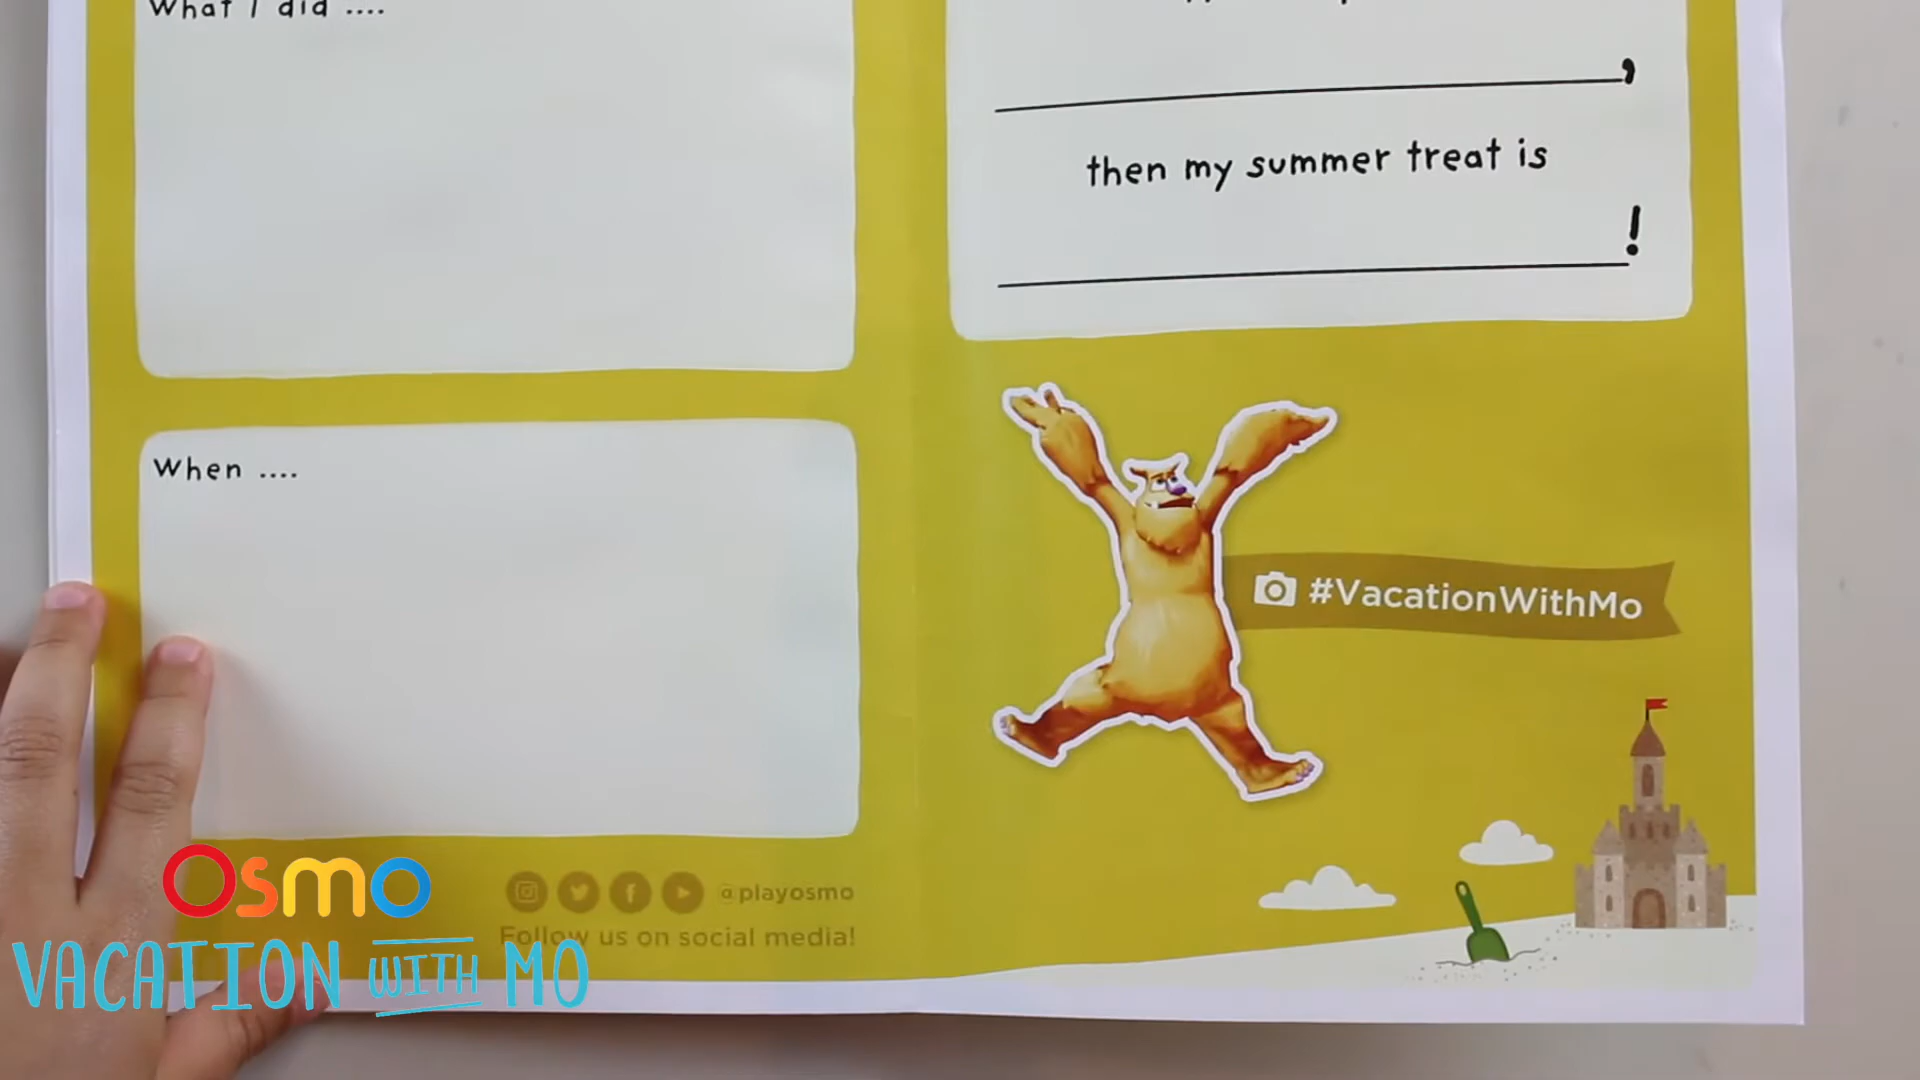 What I did ....
,
then my summer treat is
!
When ....
#VacationWithMo
@playosmo
Follow us on social media!
Osmo
VACATION WITH MO